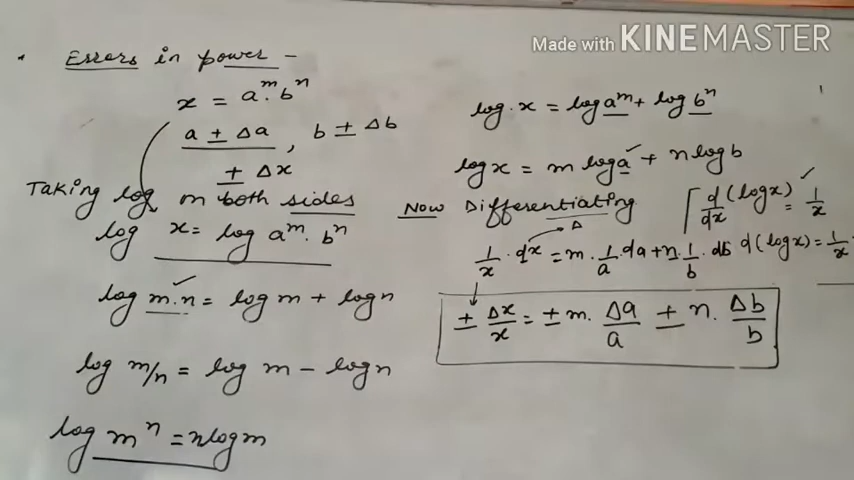 Made with KINEMASTER
Errors in power -
x = a^m . b^n
a ± Δa , b ± Δb
± Δx
Taking log on both sides
log x = log a^m . b^n
log m.n = log m + log n
log m/n = log m - log n
log m^n = n log m
log . x = log a^m + log b^n
log x = m log a ✓ + n log b
Now Differentiating
d/dx (log x) = 1/x ✓
Δ
1/x . dx = m . 1/a . da + n . 1/b . db
d (log x) = 1/x .
± Δx/x = ± m . Δa/a ± n . Δb/b